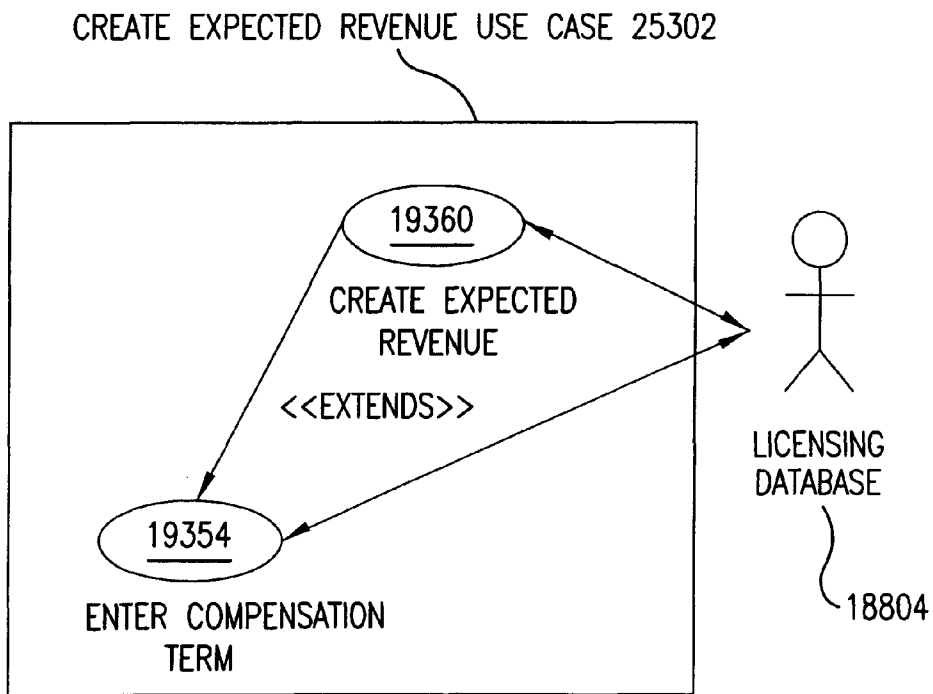 CREATE EXPECTED REVENUE USE CASE 25302
19360
CREATE EXPECTED
REVENUE
<<EXTENDS>>
LICENSING
DATABASE
19354
18804
ENTER COMPENSATION
TERM